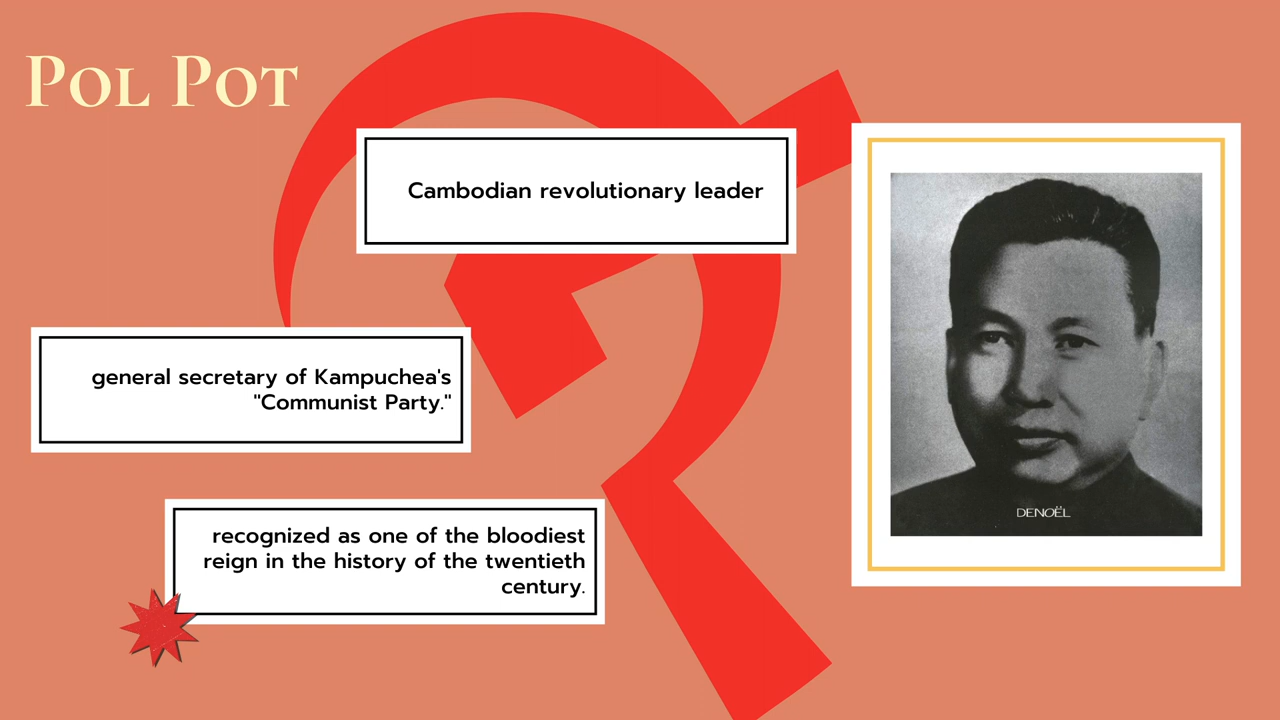 Pol Pot
Cambodian revolutionary leader
general secretary of Kampuchea's
"Communist Party."
recognized as one of the bloodiest
reign in the history of the twentieth
century.
DENOËL